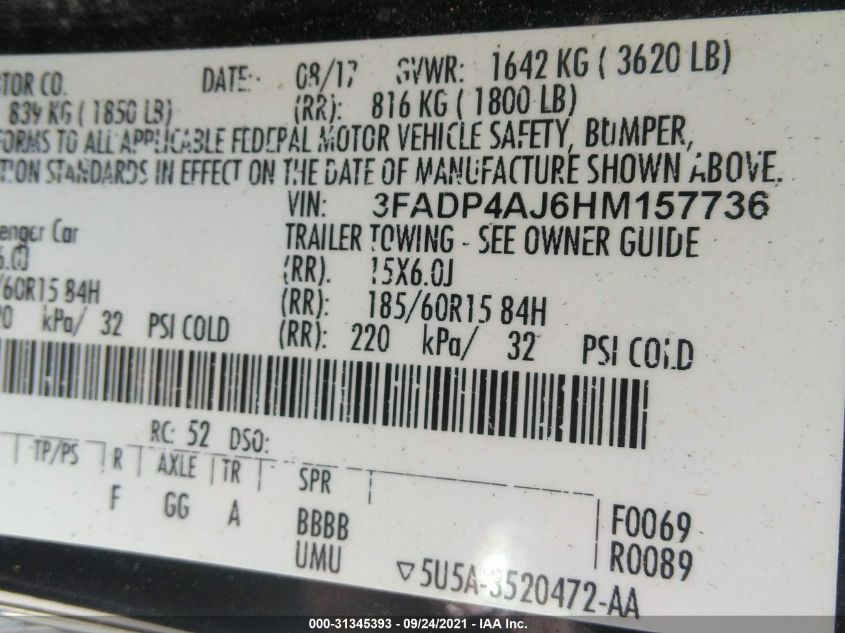 TOR CO. DATE: 08/17 GVWR: 1642 KG ( 3620 LB)
839 KG ( 1850 LB) (RR): 816 KG ( 1800 LB)
FORMS TO ALL APPLICABLE FEDERAL MOTOR VEHICLE SAFETY, BUMPER,
TION STANDARDS IN EFFECT ON THE DATE OF MANUFACTURE SHOWN ABOVE.
VIN: 3FADP4AJ6HM157736
enger Car TRAILER TOWING - SEE OWNER GUIDE
6.0J (RR). 15X6.0J
/60R15 84H (RR): 185/60R15 84H
20 kPa/ 32 PSI COLD (RR): 220 kPa/ 32 PSI COLD
RC: 52 DSO:
TP/PS R AXLE TR SPR
F GG A BBBB F0069
UMU R0089
▽5U5A-3520472-AA
000-31345393 - 09/24/2021 - IAA Inc.